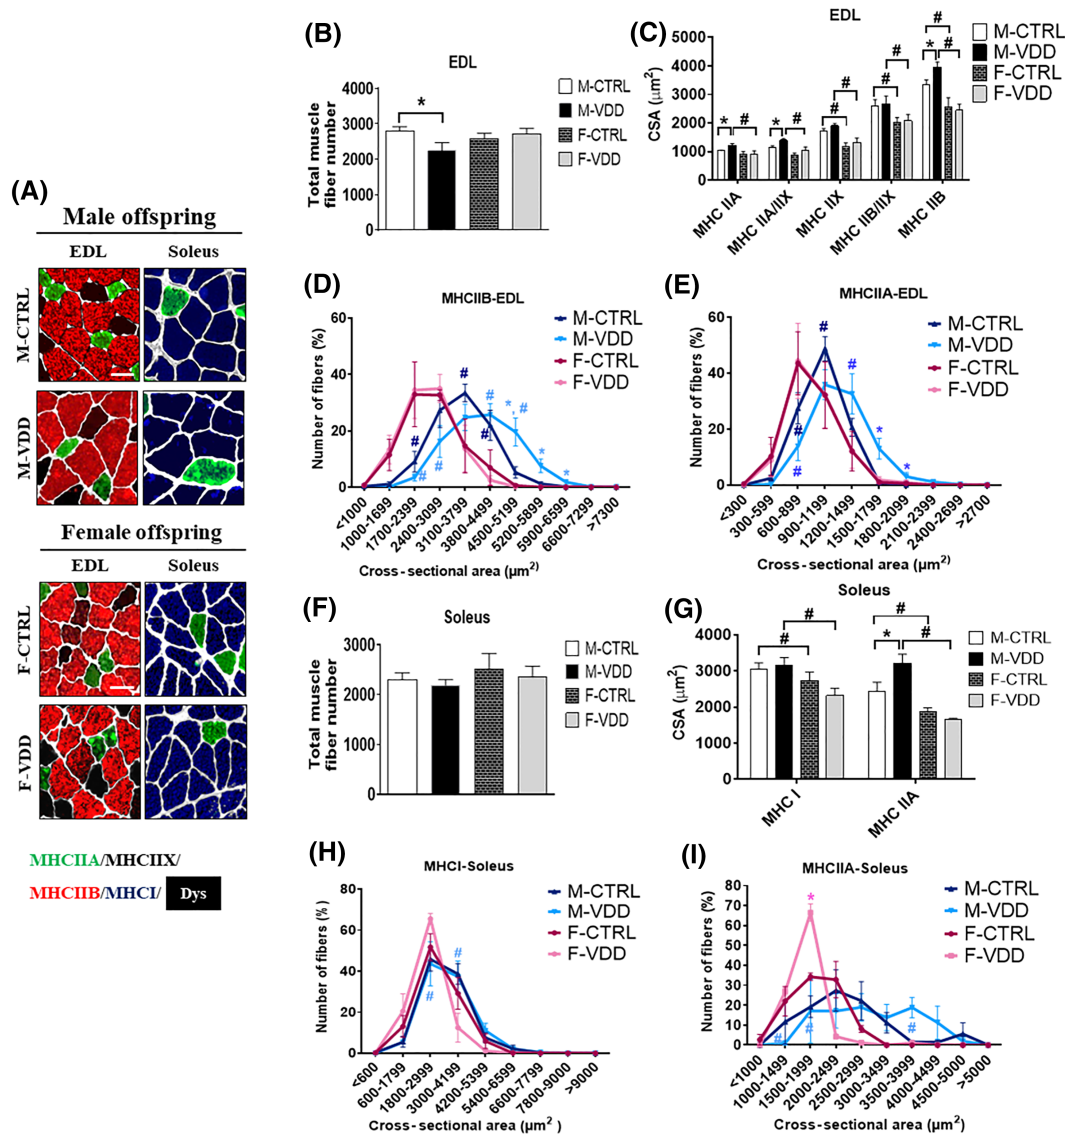 (A)
Male offspring
EDL Soleus
M-CTRL
M-VDD
Female offspring
EDL Soleus
F-CTRL
F-VDD
MHCIIA/MHCIIX/
MHCIIB/MHCI/ Dys
(B)
EDL
Total muscle
fiber number
4000
3000
2000
1000
0
*
M-CTRL
M-VDD
F-CTRL
F-VDD
(C)
EDL
CSA (µm²)
5000
4000
3000
2000
1000
0
* # * # # # # # # * #
MHC IIA
MHC IIA/IIX
MHC IIX
MHC IIB/IIX
MHC IIB
M-CTRL
M-VDD
F-CTRL
F-VDD
(D)
MHCIIB-EDL
Number of fibers (%)
60
40
20
0
# # *, #
# # * *
# #
M-CTRL
M-VDD
F-CTRL
F-VDD
<1000
1000-1699
1700-2399
2400-3099
3100-3799
3800-4499
4500-5199
5200-5899
5900-6599
6600-7299
>7300
Cross-sectional area (µm²)
(E)
MHCIIA-EDL
Number of fibers (%)
60
40
20
0
# #
# *
# *
M-CTRL
M-VDD
F-CTRL
F-VDD
<300
300-599
600-899
900-1199
1200-1499
1500-1799
1800-2099
2100-2399
2400-2699
>2700
Cross-sectional area (µm²)
(F)
Soleus
Total muscle
fiber number
3000
2000
1000
0
M-CTRL
M-VDD
F-CTRL
F-VDD
(G)
Soleus
CSA (µm²)
4000
3000
2000
1000
0
# # # * #
MHC I
MHC IIA
M-CTRL
M-VDD
F-CTRL
F-VDD
(H)
MHCI-Soleus
Number of fibers (%)
80
60
40
20
0
#
#
M-CTRL
M-VDD
F-CTRL
F-VDD
<600
600-1799
1800-2999
3000-4199
4200-5399
5400-6599
6600-7779
7800-9000
>9000
Cross-sectional area (µm²)
(I)
MHCIIA-Soleus
Number of fibers (%)
80
70
60
50
40
30
20
10
0
*
# # #
M-CTRL
M-VDD
F-CTRL
F-VDD
<1000
1000-1499
1500-1999
2000-2499
2500-2999
3000-3499
3500-3999
4000-4499
4500-5000
>5000
Cross-sectional area (µm²)